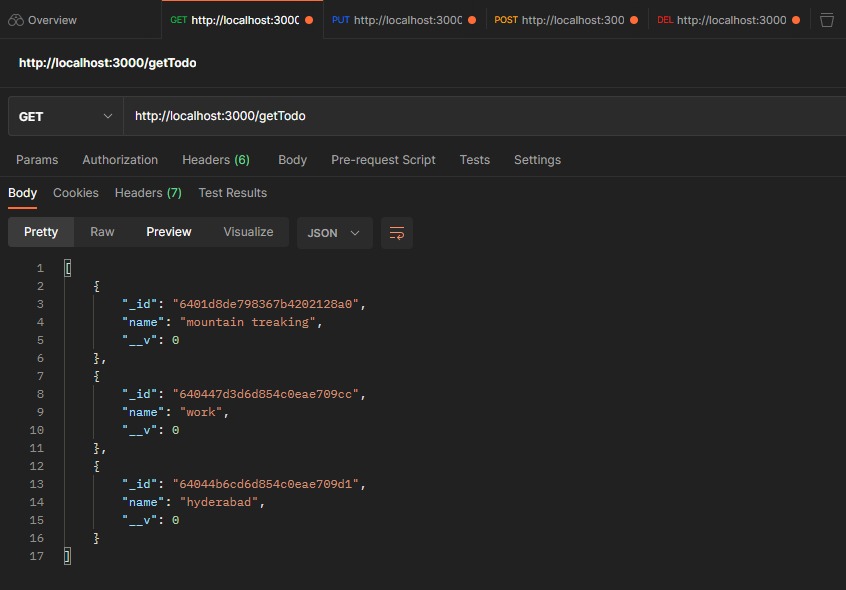 Overview GET http://localhost:3000 PUT http://localhost:3000 POST http://localhost:3000 DEL http://localhost:3000
http://localhost:3000/getTodo
GET http://localhost:3000/getTodo
Params Authorization Headers (6) Body Pre-request Script Tests Settings
Body Cookies Headers (7) Test Results
Pretty Raw Preview Visualize JSON
1 [
2 {
3 "_id": "6401d8de798367b4202128a0",
4 "name": "mountain treaking",
5 "__v": 0
6 },
7 {
8 "_id": "640447d3d6d854c0eae709cc",
9 "name": "work",
10 "__v": 0
11 },
12 {
13 "_id": "64044b6cd6d854c0eae709d1",
14 "name": "hyderabad",
15 "__v": 0
16 }
17 ]